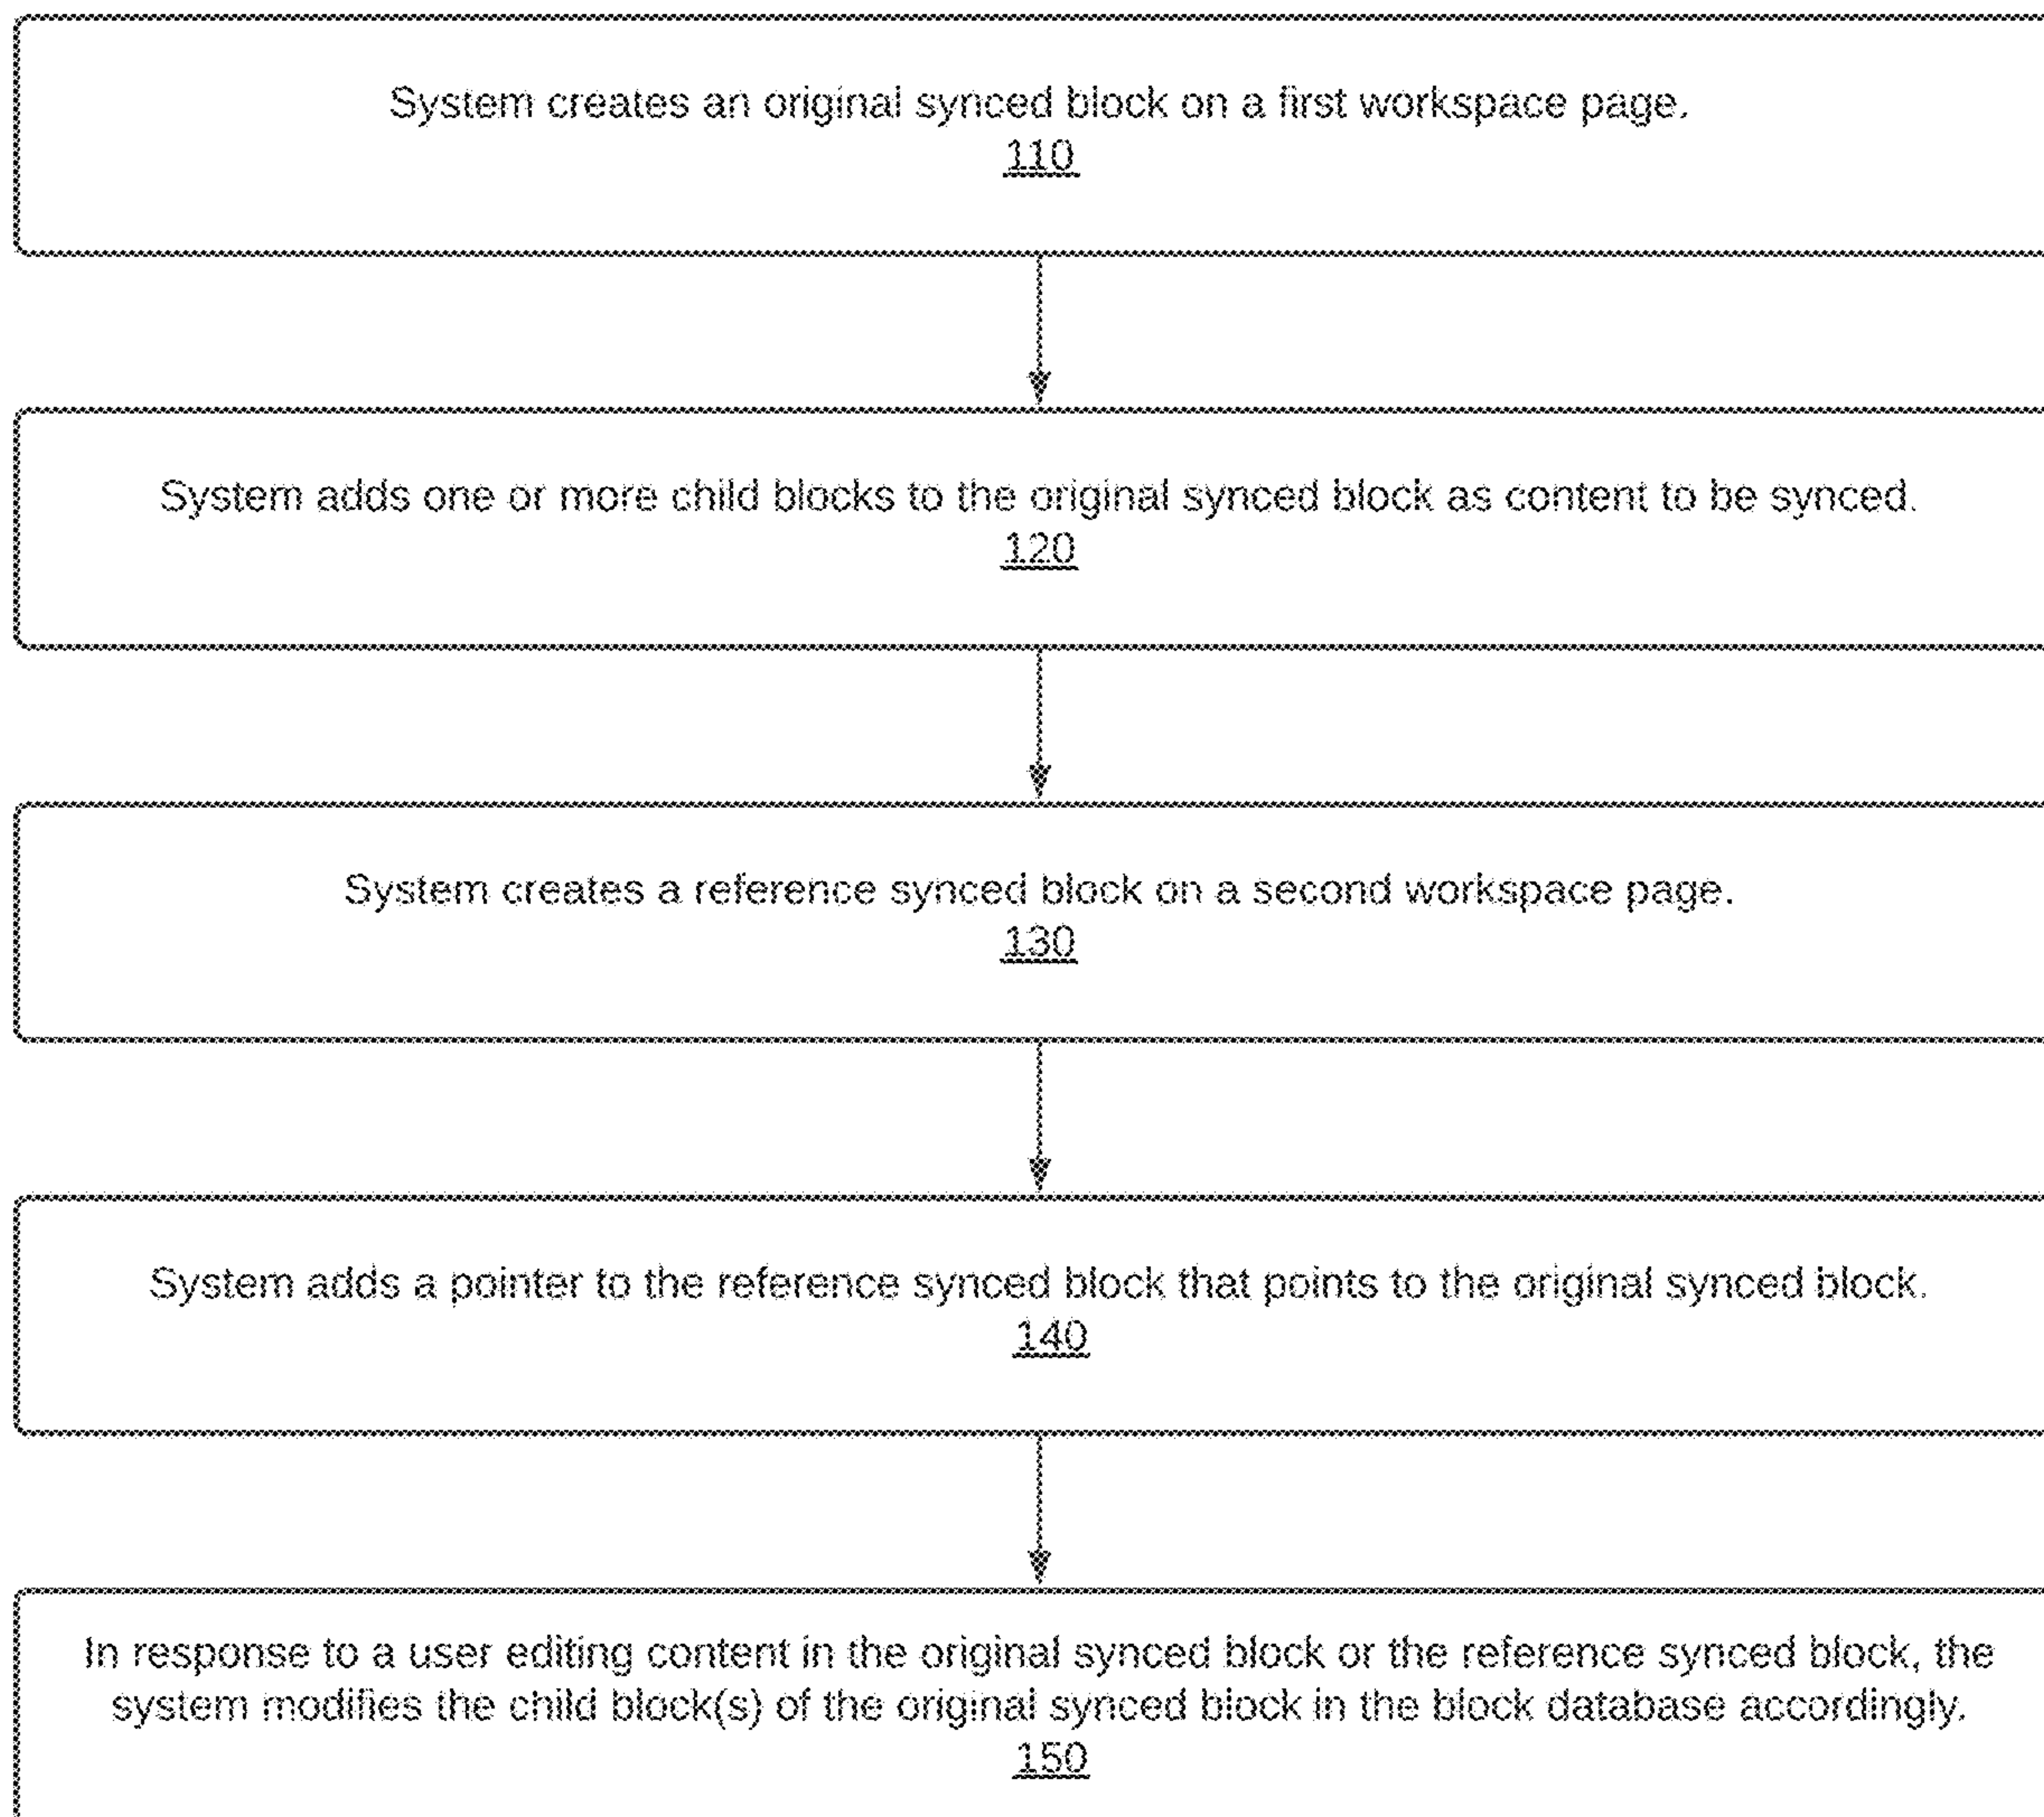 System creates an original synced block on a first workspace page.
110
System adds one or more child blocks to the original synced block as content to be synced.
120
System creates a reference synced block on a second workspace page.
130
System adds a pointer to the reference synced block that points to the original synced block.
140
In response to a user editing content in the original synced block or the reference synced block, the
system modifies the child block(s) of the original synced block in the block database accordingly.
150